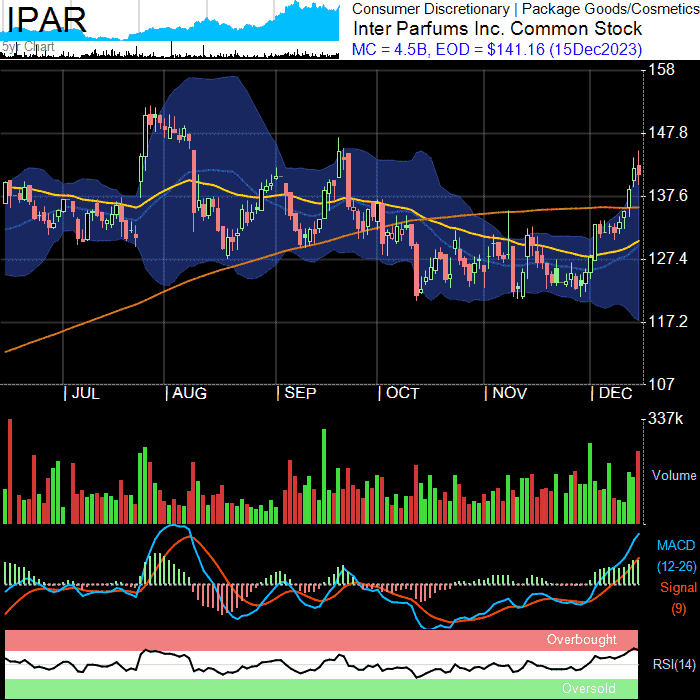 IPAR
5yr Chart
Consumer Discretionary | Package Goods/Cosmetics
Inter Parfums Inc. Common Stock
MC = 4.5B, EOD = $141.16 (15Dec2023)
158
147.8
137.6
127.4
117.2
107
| JUL | AUG | SEP | OCT | NOV | DEC
337k
Volume
MACD
(12-26)
Signal
(9)
Overbought
RSI(14)
Oversold